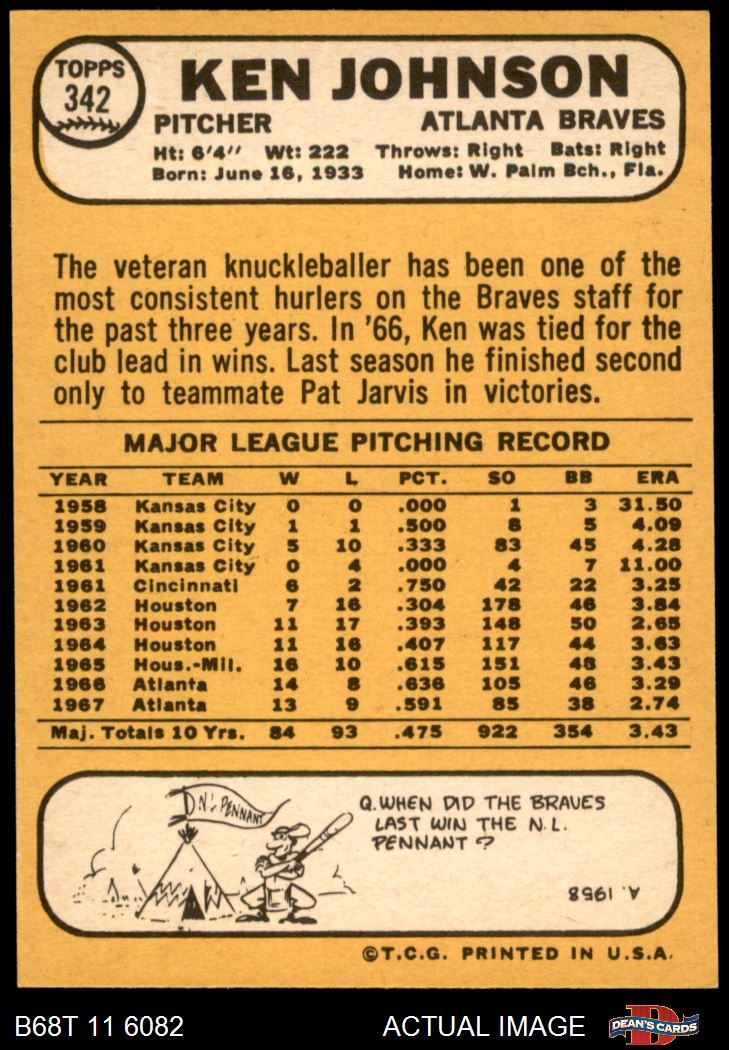 TOPPS
342
KEN JOHNSON
PITCHER ATLANTA BRAVES
Ht: 6'4" Wt: 222 Throws: Right Bats: Right
Born: June 16, 1933 Home: W. Palm Bch., Fla.
The veteran knuckleballer has been one of the
most consistent hurlers on the Braves staff for
the past three years. In '66, Ken was tied for the
club lead in wins. Last season he finished second
only to teammate Pat Jarvis in victories.
MAJOR LEAGUE PITCHING RECORD
YEAR TEAM W L PCT. SO BB ERA
1958 Kansas City 0 0 .000 1 3 31.50
1959 Kansas City 1 1 .500 8 5 4.09
1960 Kansas City 5 10 .333 83 45 4.28
1961 Kansas City 0 4 .000 4 7 11.00
1961 Cincinnati 6 2 .750 42 22 3.25
1962 Houston 7 16 .304 178 46 3.84
1963 Houston 11 17 .393 148 50 2.65
1964 Houston 11 16 .407 117 44 3.63
1965 Hous.-Mil. 16 10 .615 151 48 3.43
1966 Atlanta 14 8 .636 105 46 3.29
1967 Atlanta 13 9 .591 85 38 2.74
Maj. Totals 10 Yrs. 84 93 .475 922 354 3.43
N.L. PENNANT
Q. WHEN DID THE BRAVES
LAST WIN THE N.L.
PENNANT?
A. 1958
©T.C.G. PRINTED IN U.S.A.
B68T 11 6082 ACTUAL IMAGE
D
DEAN'S CARDS